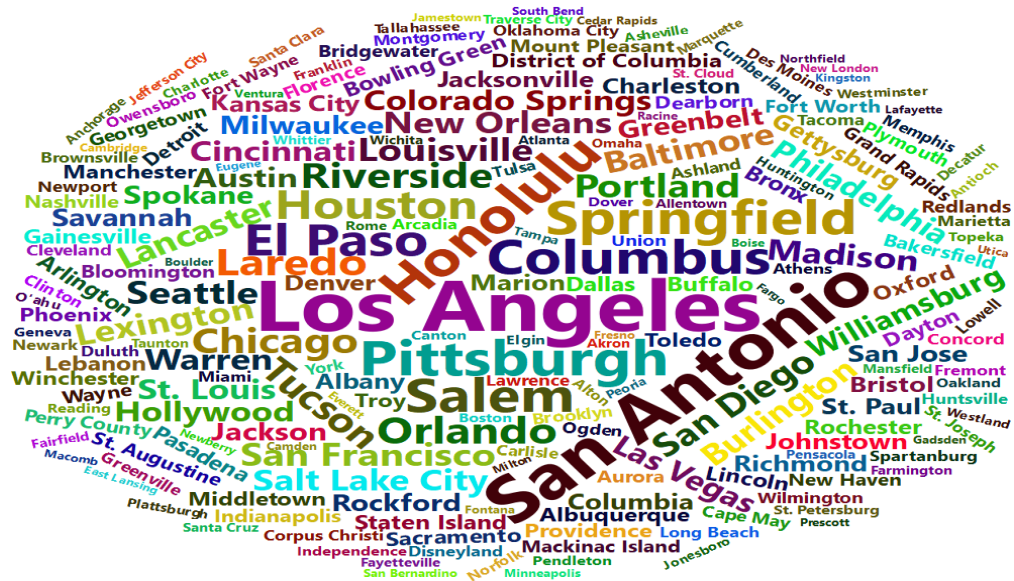 South Bend
Jamestown
Traverse City
Cedar Rapids
Tallahassee
Oklahoma City
Asheville
Marquette
Santa Clara
Montgomery
Mount Pleasant
Bridgewater
Bowling Green
District of Columbia
Cumberland
Des Moines
Northfield
New London
Kingston
Westminster
Jefferson City
Charlotte
Fort Wayne
Franklin
Florence
Jacksonville
St. Cloud
Charleston
Anchorage
Owensboro
Ventura
Kansas City
Colorado Springs
Dearborn
Fort Worth
Lafayette
Georgetown
Milwaukee
New Orleans
Racine
Greenbelt
Tacoma
Memphis
Plymouth
Gettysburg
Grand Rapids
Decatur
Antioch
Cambridge
Detroit
Whittier
Wichita
Atlanta
Omaha
Baltimore
Brownsville
Cincinnati
Louisville
Honolulu
Philadelphia
Manchester
Eugene
Tulsa
Ashland
Huntington
Bronx
Newport
Spokane
Austin
Riverside
Portland
Nashville
Savannah
Lancaster
Houston
Dover
Allentown
Redlands
Marietta
Gainesville
Rome
Arcadia
Springfield
Topeka
Cleveland
El Paso
Tampa
Union
Boise
Madison
Bakersfield
Utica
Arlington
Bloomington
Boulder
Laredo
Columbus
Athens
Clinton
Seattle
Denver
Marion
Dallas
Buffalo
Fargo
Oxford
O'ahu
Phoenix
Los Angeles
San Antonio
Williamsburg
Lowell
Geneva
Lexington
Dayton
Concord
Newark
Duluth
Taunton
Chicago
Canton
Elgin
Fresno
Akron
Toledo
San Jose
Lebanon
Warren
Pittsburgh
San Diego
Mansfield
Fremont
Winchester
Miami
York
Albany
Lawrence
Alton
Peoria
Burlington
Bristol
Oakland
Wayne
St. Louis
Tucson
Troy
Salem
Huntsville
Reading
Hollywood
Everett
Boston
Brooklyn
St. Paul
St. Joseph
Westland
Perry County
Jackson
Orlando
Ogden
Rochester
Fairfield
St. Augustine
Pasadena
Newberry
Camden
San Francisco
Carlisle
Las Vegas
Johnstown
Gadsden
Macomb
Greenville
Milton
Pensacola
Spartanburg
East Lansing
Salt Lake City
Aurora
Lincoln
Richmond
Farmington
New Haven
Plattsburgh
Middletown
Rockford
Fontana
Columbia
Wilmington
Indianapolis
Staten Island
Albuquerque
Cape May
St. Petersburg
Santa Cruz
Corpus Christi
Sacramento
Providence
Long Beach
Prescott
Independence
Disneyland
Mackinac Island
Jonesboro
Fayetteville
Norfolk
Pendleton
San Bernardino
Minneapolis